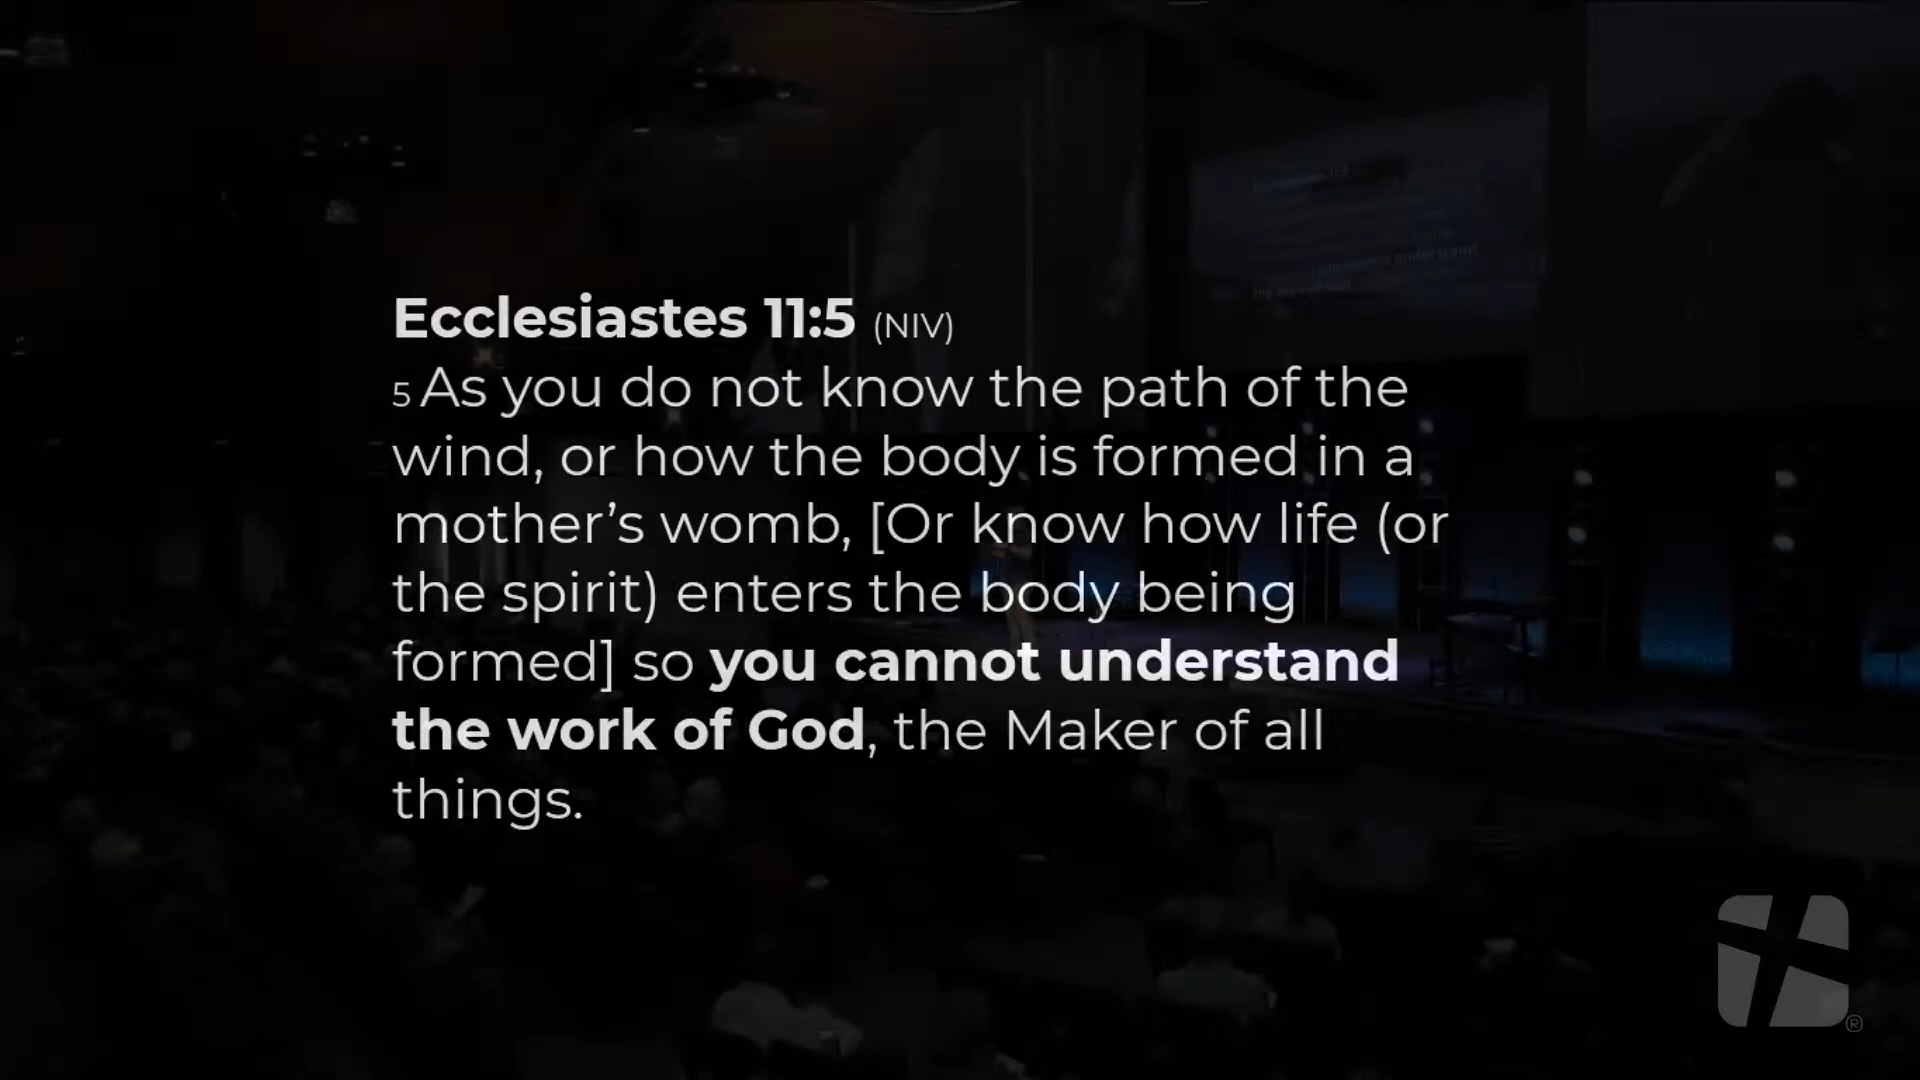 Ecclesiastes 11:5 (NIV)
5 As you do not know the path of the
wind, or how the body is formed in a
mother’s womb, [Or know how life (or
the spirit) enters the body being
formed] so you cannot understand
the work of God, the Maker of all
things.
®